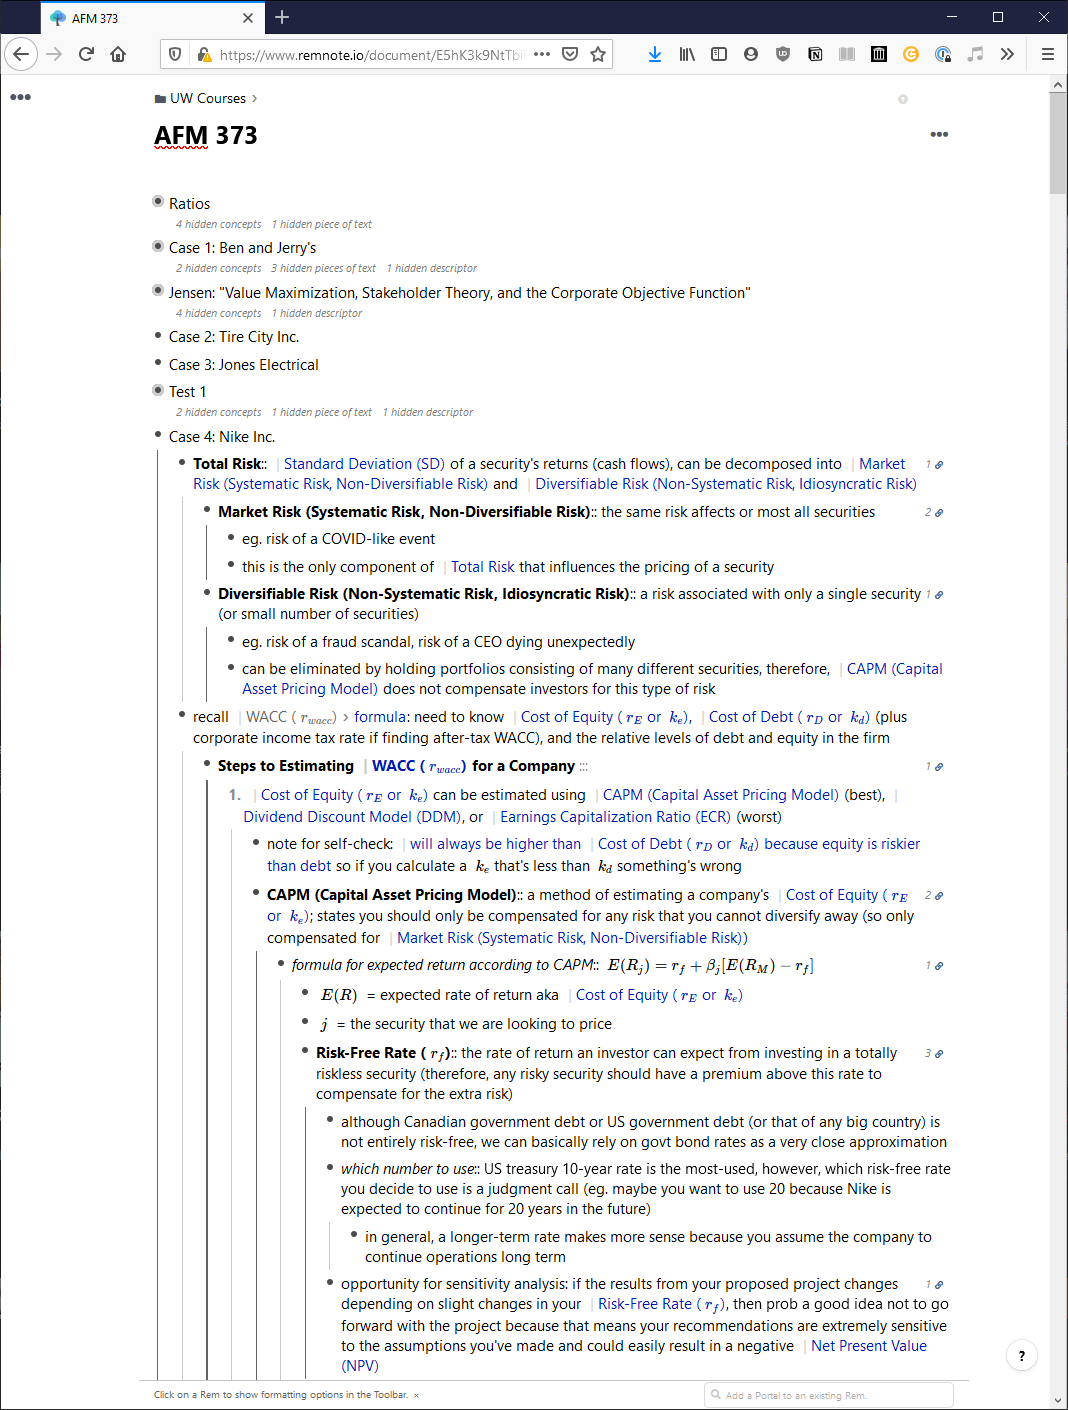 AFM 373
https://www.remnote.io/document/E5hK3k9NtTbi
UW Courses >
AFM 373
Ratios
4 hidden concepts 1 hidden piece of text
Case 1: Ben and Jerry's
2 hidden concepts 3 hidden pieces of text 1 hidden descriptor
Jensen: "Value Maximization, Stakeholder Theory, and the Corporate Objective Function"
4 hidden concepts 1 hidden descriptor
Case 2: Tire City Inc.
Case 3: Jones Electrical
Test 1
2 hidden concepts 1 hidden piece of text 1 hidden descriptor
Case 4: Nike Inc.
Total Risk:: Standard Deviation (SD) of a security's returns (cash flows), can be decomposed into Market 1
Risk (Systematic Risk, Non-Diversifiable Risk) and Diversifiable Risk (Non-Systematic Risk, Idiosyncratic Risk)
Market Risk (Systematic Risk, Non-Diversifiable Risk):: the same risk affects or most all securities 2
eg. risk of a COVID-like event
this is the only component of Total Risk that influences the pricing of a security
Diversifiable Risk (Non-Systematic Risk, Idiosyncratic Risk):: a risk associated with only a single security 1
(or small number of securities)
eg. risk of a fraud scandal, risk of a CEO dying unexpectedly
can be eliminated by holding portfolios consisting of many different securities, therefore, CAPM (Capital
Asset Pricing Model) does not compensate investors for this type of risk
recall WACC ( r_wacc) > formula: need to know Cost of Equity ( r_E or k_e), Cost of Debt ( r_D or k_d) (plus
corporate income tax rate if finding after-tax WACC), and the relative levels of debt and equity in the firm
Steps to Estimating WACC ( r_wacc) for a Company ::: 1
1. Cost of Equity ( r_E or k_e) can be estimated using CAPM (Capital Asset Pricing Model) (best),
Dividend Discount Model (DDM), or Earnings Capitalization Ratio (ECR) (worst)
note for self-check: will always be higher than Cost of Debt ( r_D or k_d) because equity is riskier
than debt so if you calculate a k_e that's less than k_d something's wrong
CAPM (Capital Asset Pricing Model):: a method of estimating a company's Cost of Equity ( r_E 2
or k_e); states you should only be compensated for any risk that you cannot diversify away (so only
compensated for Market Risk (Systematic Risk, Non-Diversifiable Risk))
formula for expected return according to CAPM:: E(R_j) = r_f + β_j[E(R_M) − r_f] 1
E(R) = expected rate of return aka Cost of Equity ( r_E or k_e)
j = the security that we are looking to price
Risk-Free Rate ( r_f):: the rate of return an investor can expect from investing in a totally 3
riskless security (therefore, any risky security should have a premium above this rate to
compensate for the extra risk)
although Canadian government debt or US government debt (or that of any big country) is
not entirely risk-free, we can basically rely on govt bond rates as a very close approximation
which number to use:: US treasury 10-year rate is the most-used, however, which risk-free rate
you decide to use is a judgment call (eg. maybe you want to use 20 because Nike is
expected to continue for 20 years in the future)
in general, a longer-term rate makes more sense because you assume the company to
continue operations long term
opportunity for sensitivity analysis: if the results from your proposed project changes 1
depending on slight changes in your Risk-Free Rate ( r_f), then prob a good idea not to go
forward with the project because that means your recommendations are extremely sensitive
to the assumptions you've made and could easily result in a negative Net Present Value
(NPV)
?
Click on a Rem to show formatting options in the Toolbar. ×
Add a Portal to an existing Rem.